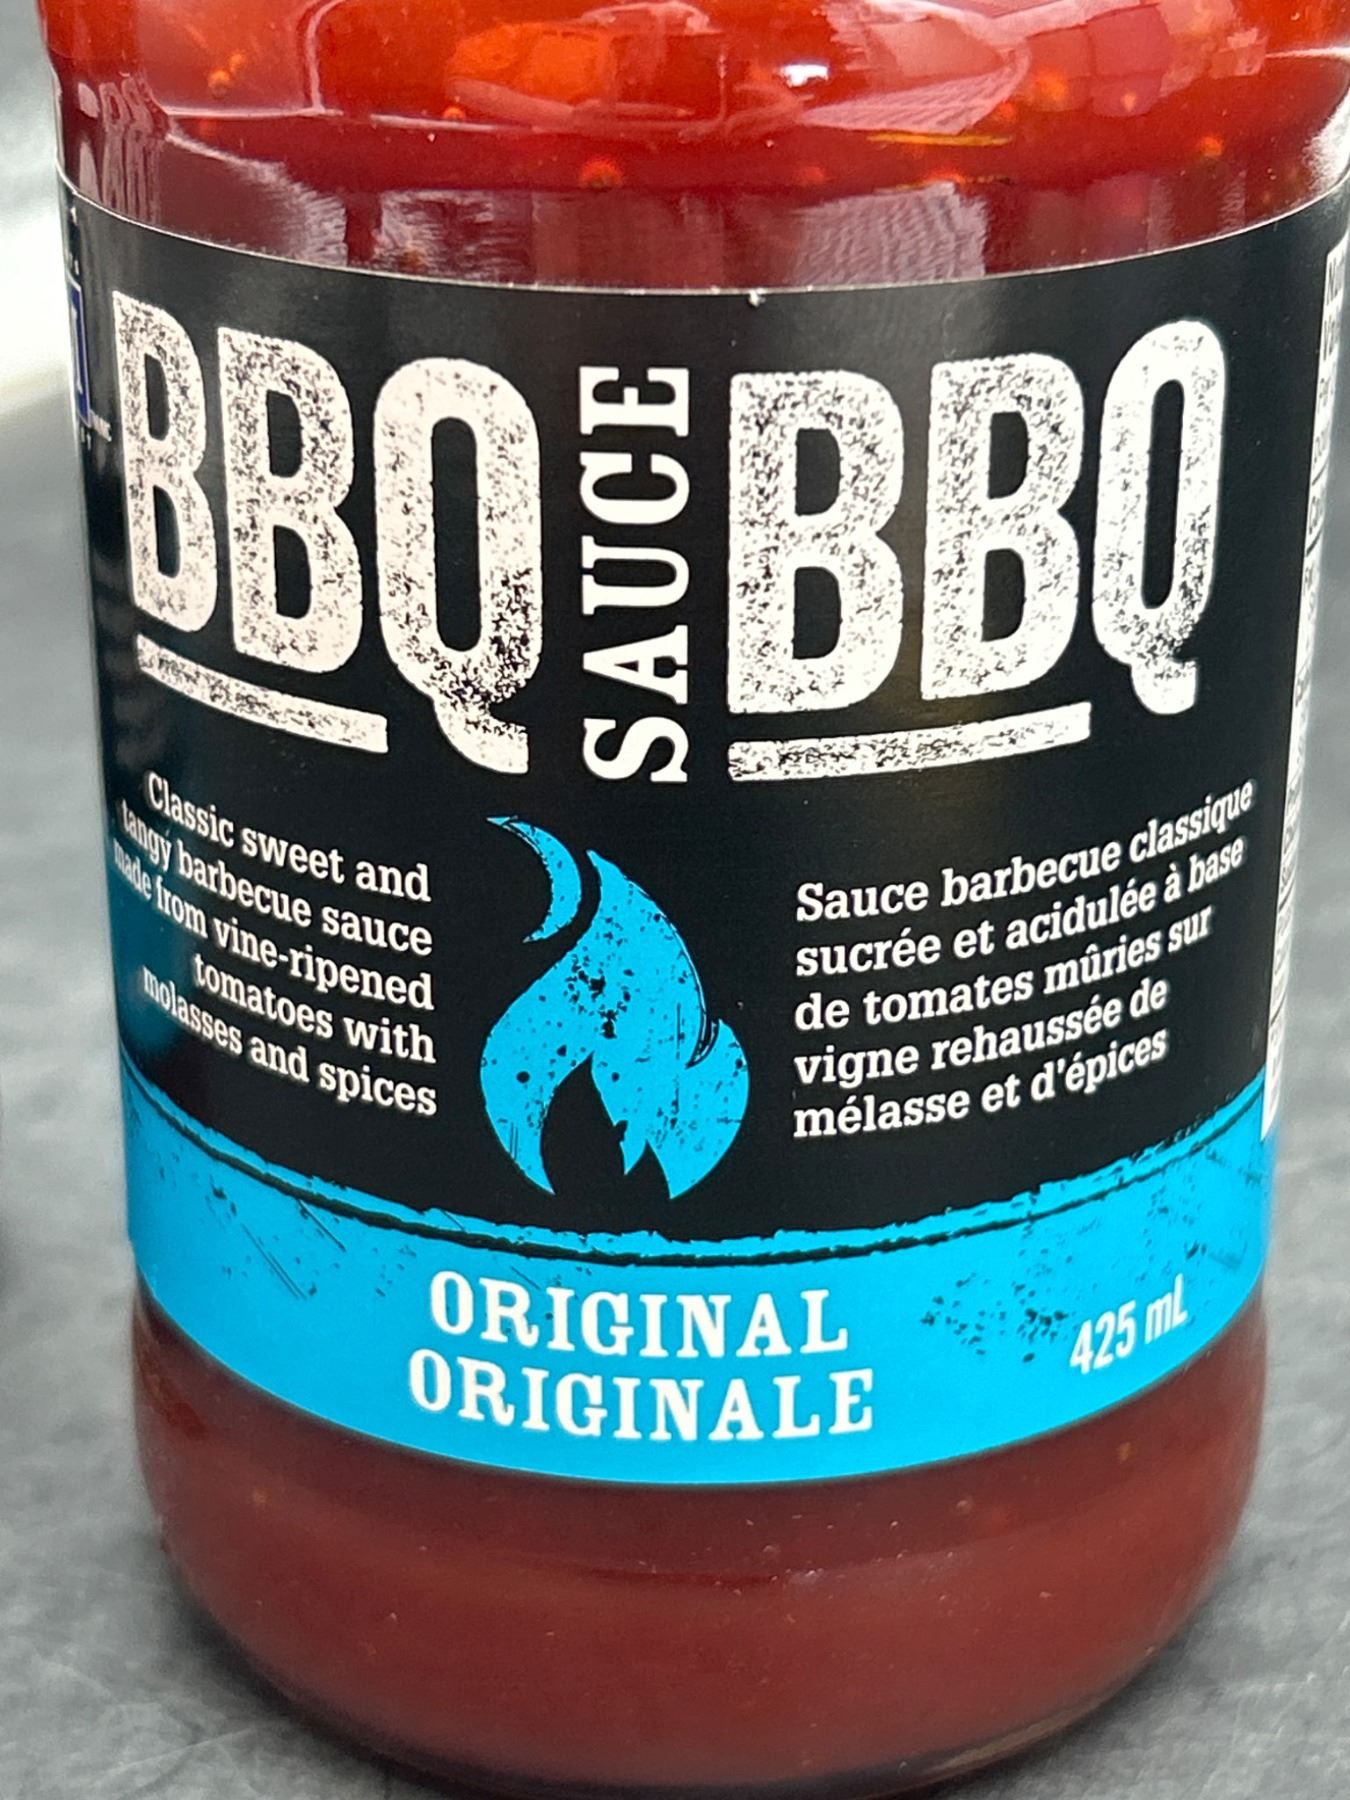 BBQ SAUCE BBQ
Classic sweet and
tangy barbecue sauce
made from vine-ripened
tomatoes with
molasses and spices
Sauce barbecue classique
sucrée et acidulée à base
de tomates mûries sur
vigne rehaussée de
mélasse et d'épices
ORIGINAL
ORIGINALE
425 mL